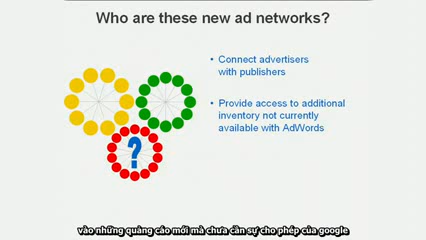 Who are these new ad networks?
• Connect advertisers
with publishers
• Provide access to additional
inventory not currently
available with AdWords
?
vào những quảng cáo mới mà chưa cần sự cho phép của google